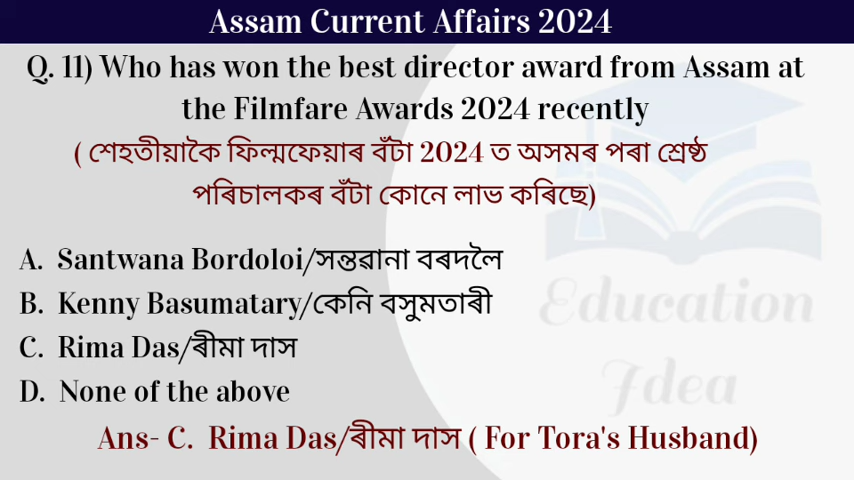 Assam Current Affairs 2024
Q. 11) Who has won the best director award from Assam at
the Filmfare Awards 2024 recently
( শেহতীয়াকৈ ফিল্মফেয়াৰ বঁটা 2024 ত অসমৰ পৰা শ্ৰেষ্ঠ
পৰিচালকৰ বঁটা কোনে লাভ কৰিছে)
A. Santwana Bordoloi/সন্তৱানা বৰদলৈ
B. Kenny Basumatary/কেনি বসুমতাৰী
C. Rima Das/ৰীমা দাস
D. None of the above
Ans- C. Rima Das/ৰীমা দাস ( For Tora's Husband)
Education
Idea